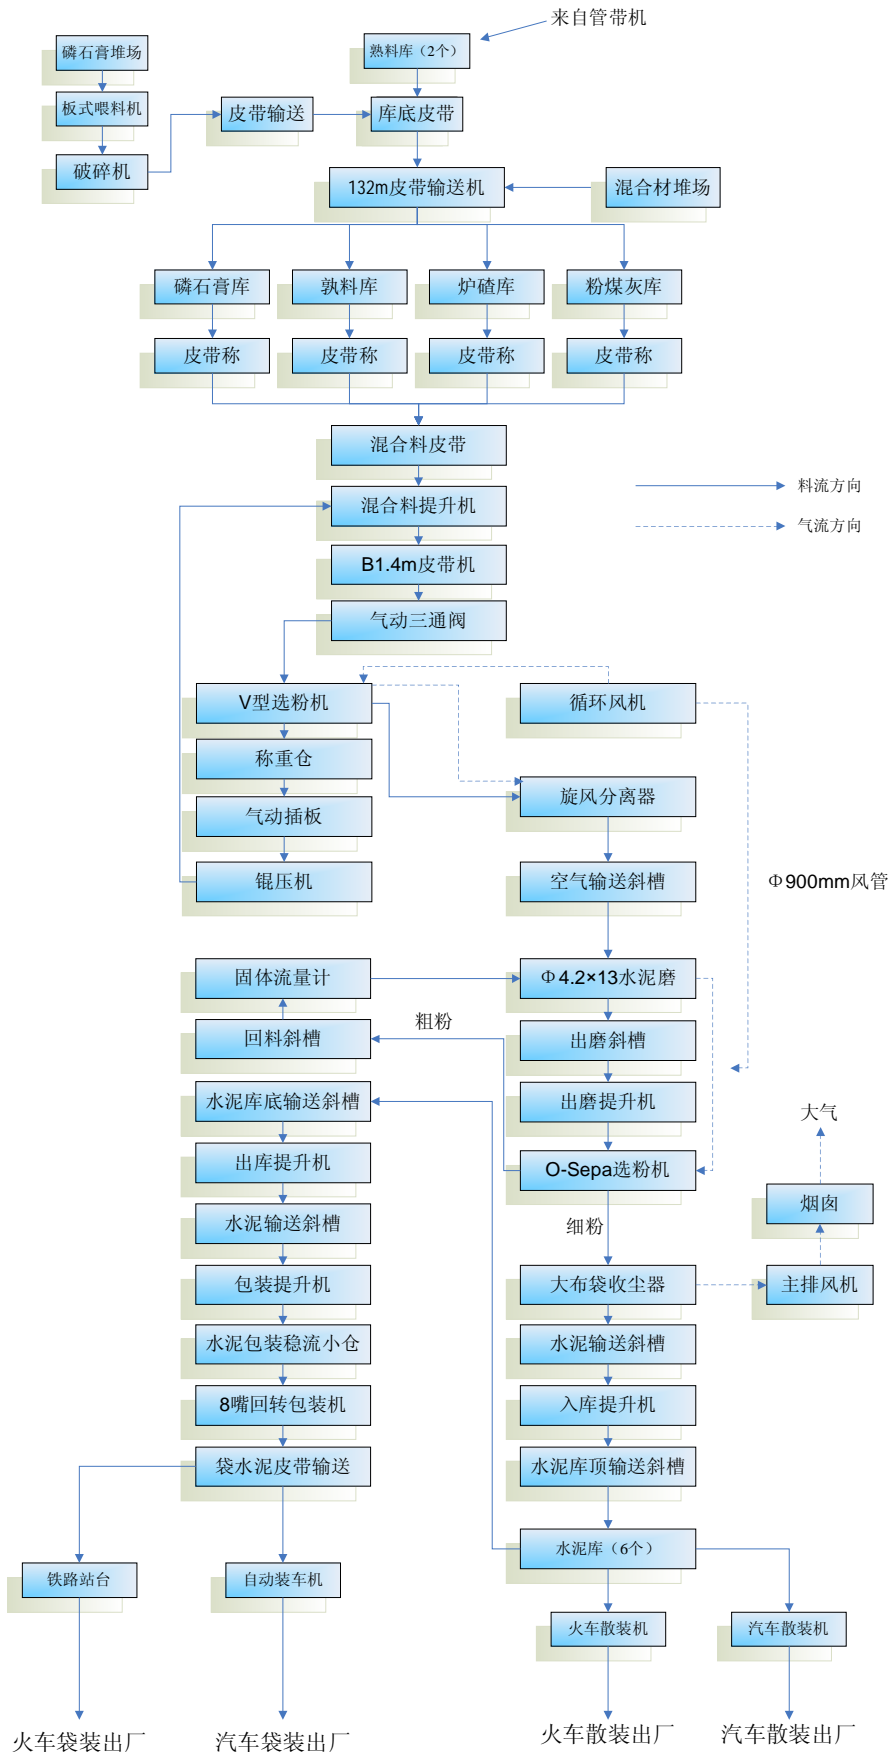 来自管带机
磷石膏堆场
熟料库（2个）
板式喂料机
皮带输送
库底皮带
破碎机
132m皮带输送机
混合材堆场
磷石膏库
孰料库
炉碴库
粉煤灰库
皮带称
皮带称
皮带称
皮带称
混合料皮带
混合料提升机
料流方向
气流方向
B1.4m皮带机
气动三通阀
V型选粉机
循环风机
称重仓
旋风分离器
气动插板
锟压机
空气输送斜槽
Φ900mm风管
固体流量计
Φ4.2×13水泥磨
粗粉
回料斜槽
出磨斜槽
水泥库底输送斜槽
出磨提升机
大气
出库提升机
O-Sepa选粉机
烟囱
水泥输送斜槽
细粉
包装提升机
大布袋收尘器
主排风机
水泥包装稳流小仓
水泥输送斜槽
8嘴回转包装机
入库提升机
袋水泥皮带输送
水泥库顶输送斜槽
水泥库（6个）
铁路站台
自动装车机
火车散装机
汽车散装机
火车袋装出厂
汽车袋装出厂
火车散装出厂
汽车散装出厂